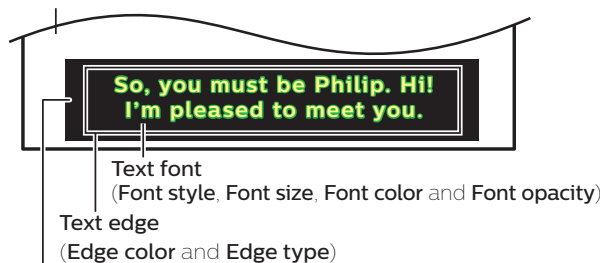 So, you must be Philip. Hi!
I'm pleased to meet you.
Text font
(Font style, Font size, Font color and Font opacity)
Text edge
(Edge color and Edge type)